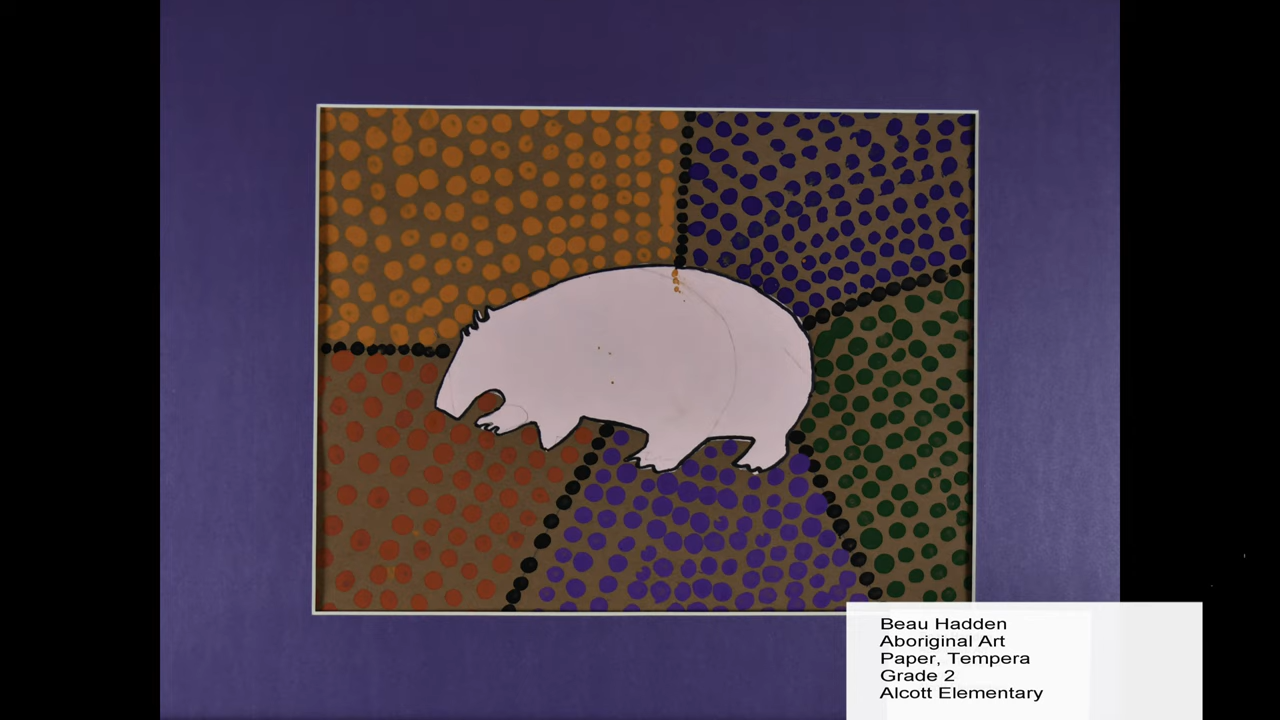 Beau Hadden
Aboriginal Art
Paper, Tempera
Grade 2
Alcott Elementary